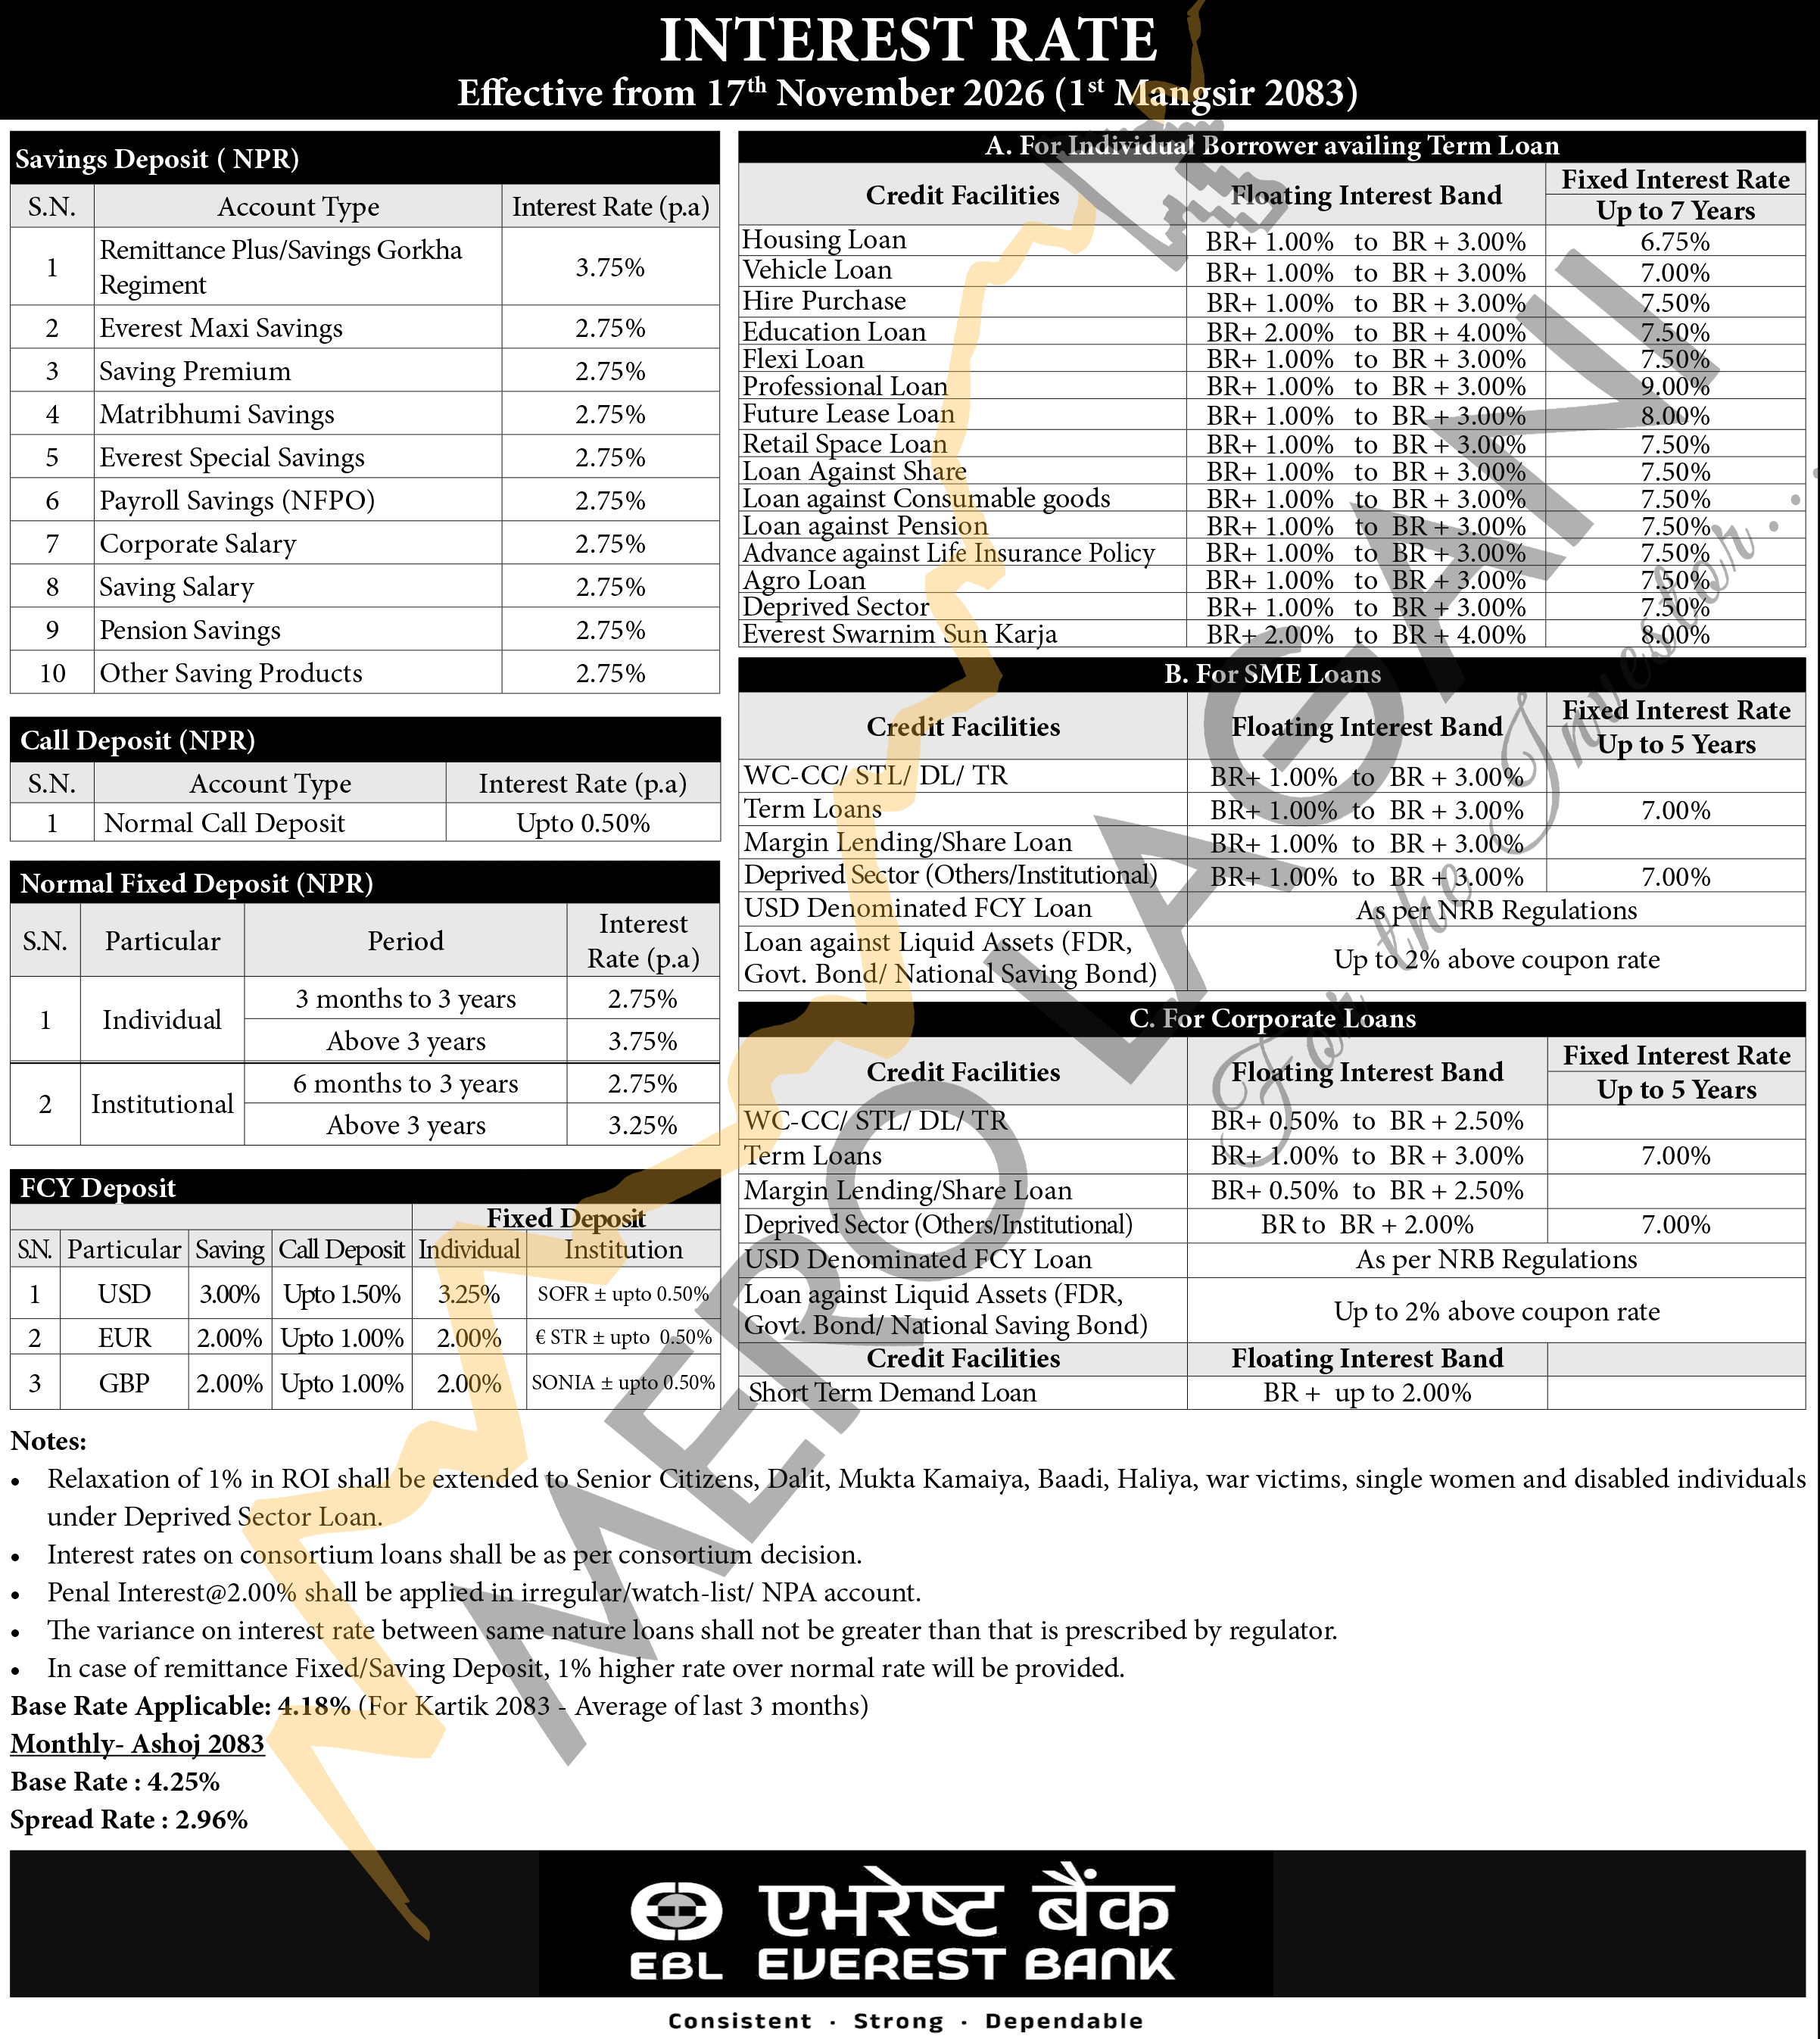 INTEREST RATE
Effective from 17th November 2026 (1st Mangsir 2083)
Savings Deposit ( NPR)
S.N. Account Type Interest Rate (p.a)
1 Remittance Plus/Savings Gorkha Regiment 3.75%
2 Everest Maxi Savings 2.75%
3 Saving Premium 2.75%
4 Matribhumi Savings 2.75%
5 Everest Special Savings 2.75%
6 Payroll Savings (NFPO) 2.75%
7 Corporate Salary 2.75%
8 Saving Salary 2.75%
9 Pension Savings 2.75%
10 Other Saving Products 2.75%
Call Deposit (NPR)
S.N. Account Type Interest Rate (p.a)
1 Normal Call Deposit Upto 0.50%
Normal Fixed Deposit (NPR)
S.N. Particular Period Interest Rate (p.a)
1 Individual 3 months to 3 years 2.75%
Above 3 years 3.75%
2 Institutional 6 months to 3 years 2.75%
Above 3 years 3.25%
FCY Deposit
Fixed Deposit
S.N. Particular Saving Call Deposit Individual Institution
1 USD 3.00% Upto 1.50% 3.25% SOFR ± upto 0.50%
2 EUR 2.00% Upto 1.00% 2.00% € STR ± upto 0.50%
3 GBP 2.00% Upto 1.00% 2.00% SONIA ± upto 0.50%
A. For Individual Borrower availing Term Loan
Credit Facilities Floating Interest Band Fixed Interest Rate
Up to 7 Years
Housing Loan BR+ 1.00% to BR + 3.00% 6.75%
Vehicle Loan BR+ 1.00% to BR + 3.00% 7.00%
Hire Purchase BR+ 1.00% to BR + 3.00% 7.50%
Education Loan BR+ 2.00% to BR + 4.00% 7.50%
Flexi Loan BR+ 1.00% to BR + 3.00% 7.50%
Professional Loan BR+ 1.00% to BR + 3.00% 9.00%
Future Lease Loan BR+ 1.00% to BR + 3.00% 8.00%
Retail Space Loan BR+ 1.00% to BR + 3.00% 7.50%
Loan Against Share BR+ 1.00% to BR + 3.00% 7.50%
Loan against Consumable goods BR+ 1.00% to BR + 3.00% 7.50%
Loan against Pension BR+ 1.00% to BR + 3.00% 7.50%
Advance against Life Insurance Policy BR+ 1.00% to BR + 3.00% 7.50%
Agro Loan BR+ 1.00% to BR + 3.00% 7.50%
Deprived Sector BR+ 1.00% to BR + 3.00% 7.50%
Everest Swarnim Sun Karja BR+ 2.00% to BR + 4.00% 8.00%
B. For SME Loans
Credit Facilities Floating Interest Band Fixed Interest Rate
Up to 5 Years
WC-CC/ STL/ DL/ TR BR+ 1.00% to BR + 3.00%
Term Loans BR+ 1.00% to BR + 3.00% 7.00%
Margin Lending/Share Loan BR+ 1.00% to BR + 3.00%
Deprived Sector (Others/Institutional) BR+ 1.00% to BR + 3.00% 7.00%
USD Denominated FCY Loan As per NRB Regulations
Loan against Liquid Assets (FDR,
Govt. Bond/ National Saving Bond) Up to 2% above coupon rate
C. For Corporate Loans
Credit Facilities Floating Interest Band Fixed Interest Rate
Up to 5 Years
WC-CC/ STL/ DL/ TR BR+ 0.50% to BR + 2.50%
Term Loans BR+ 1.00% to BR + 3.00% 7.00%
Margin Lending/Share Loan BR+ 0.50% to BR + 2.50%
Deprived Sector (Others/Institutional) BR to BR + 2.00% 7.00%
USD Denominated FCY Loan As per NRB Regulations
Loan against Liquid Assets (FDR,
Govt. Bond/ National Saving Bond) Up to 2% above coupon rate
Credit Facilities Floating Interest Band
Short Term Demand Loan BR + up to 2.00%
Notes:
• Relaxation of 1% in ROI shall be extended to Senior Citizens, Dalit, Mukta Kamaiya, Baadi, Haliya, war victims, single women and disabled individuals
under Deprived Sector Loan.
• Interest rates on consortium loans shall be as per consortium decision.
• Penal Interest@2.00% shall be applied in irregular/watch-list/ NPA account.
• The variance on interest rate between same nature loans shall not be greater than that is prescribed by regulator.
• In case of remittance Fixed/Saving Deposit, 1% higher rate over normal rate will be provided.
Base Rate Applicable: 4.18% (For Kartik 2083 - Average of last 3 months)
Monthly- Ashoj 2083
Base Rate : 4.25%
Spread Rate : 2.96%
MERO LAGANI
For the Investor...
एभरेष्ट बैंक
EBL EVEREST BANK
Consistent · Strong · Dependable